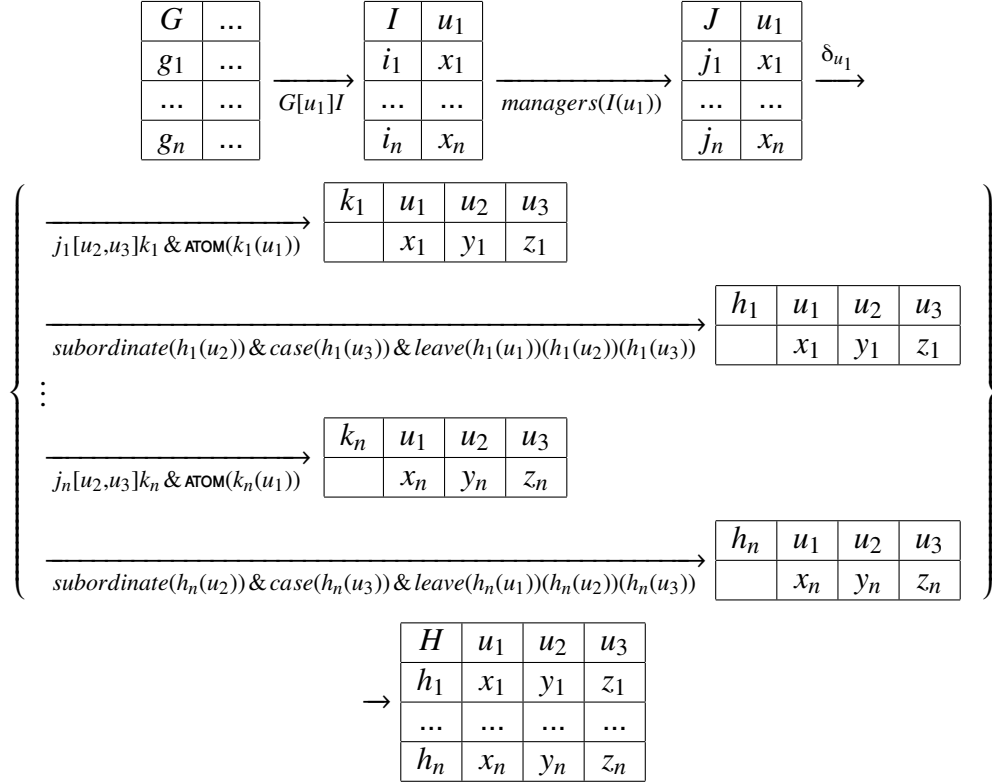 G ... I u₁ J u₁
g₁ ... i₁ x₁ j₁ x₁ δ_{u₁}
... ... G[u₁]I ... ... managers(I(u₁)) ... ...
gₙ ... iₙ xₙ jₙ xₙ
k₁ u₁ u₂ u₃
j₁[u₂,u₃]k₁ & ATOM(k₁(u₁)) x₁ y₁ z₁
h₁ u₁ u₂ u₃
subordinate(h₁(u₂)) & case(h₁(u₃)) & leave(h₁(u₁))(h₁(u₂))(h₁(u₃)) x₁ y₁ z₁
⋮
kₙ u₁ u₂ u₃
jₙ[u₂,u₃]kₙ & ATOM(kₙ(u₁)) xₙ yₙ zₙ
hₙ u₁ u₂ u₃
subordinate(hₙ(u₂)) & case(hₙ(u₃)) & leave(hₙ(u₁))(hₙ(u₂))(hₙ(u₃)) xₙ yₙ zₙ
H u₁ u₂ u₃
h₁ x₁ y₁ z₁
... ... ... ...
hₙ xₙ yₙ zₙ